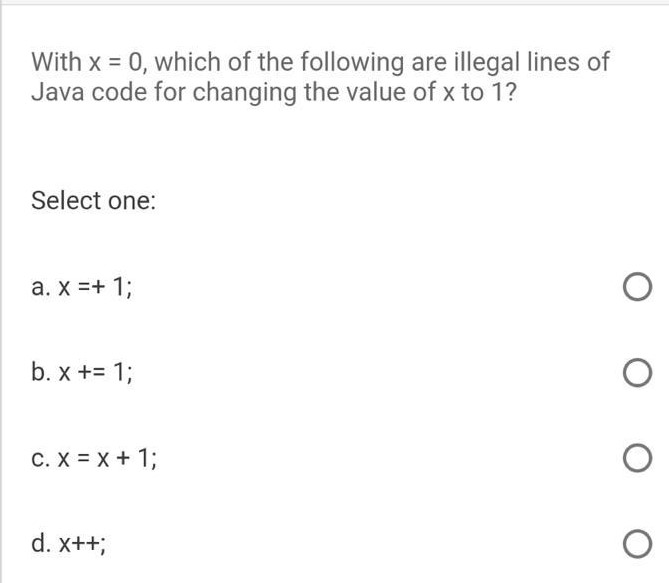 With x = 0, which of the following are illegal lines of
Java code for changing the value of x to 1?
Select one:
a. x =+ 1;
b. x += 1;
c. x = x + 1;
d. x++;